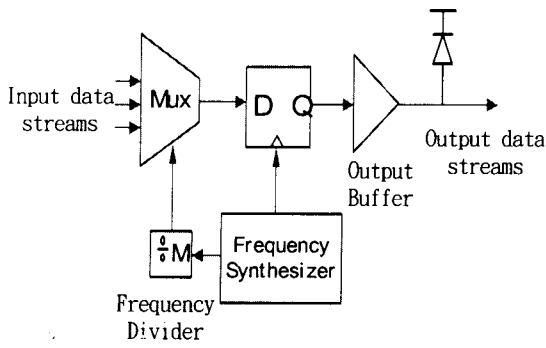 Input data
streams
Mux
D Q
Output
Buffer
Output data
streams
÷M
Frequency
Divider
Frequency
Synthesizer